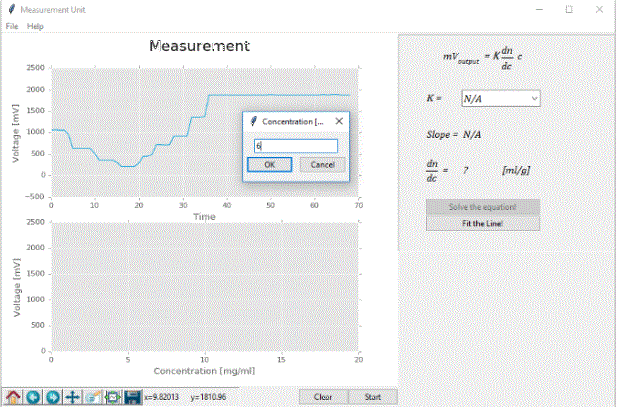 Measurement Unit
File Help
Measurement
mV output = K dn/dc c
2500
2000
1500
1000
500
0
−500
Voltage [mV]
0 10 20 30 40 50 60 70
Time
K = N/A
Slope = N/A
dn/dc = ? [ml/g]
Solve the equation!
Fit the Line!
Concentration [...
6
OK Cancel
2500
2000
1500
1000
500
0
Voltage [mV]
0 5 10 15 20
Concentration [mg/ml]
x=9.82013 y=1810.96
Clear Start